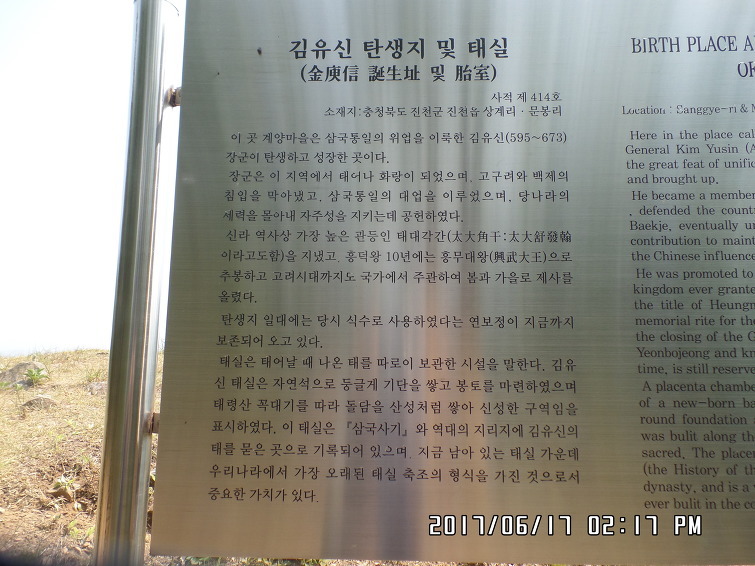 김유신 탄생지 및 태실
(金庾信 誕生址 및 胎室)
사적 제 414호
소재지:충청북도 진천군 진천읍 상계리 · 문봉리
이 곳 계양마을은 삼국통일의 위업을 이룩한 김유신(595~673)
장군이 탄생하고 성장한 곳이다.
장군은 이 지역에서 태어나 화랑이 되었으며, 고구려와 백제의
침입을 막아냈고, 삼국통일의 대업을 이루었으며, 당나라의
세력을 몰아내 자주성을 지키는데 공헌하였다.
신라 역사상 가장 높은 관등인 태대각간(太大角干:太大舒發翰
이라고도함)을 지냈고, 흥덕왕 10년에는 흥무대왕(興武大王)으로
추봉하고 고려시대까지도 국가에서 주관하여 봄과 가을로 제사를
올렸다.
탄생지 일대에는 당시 식수로 사용하였다는 연보정이 지금까지
보존되어 오고 있다.
태실은 태어날 때 나온 태를 따로이 보관한 시설을 말한다. 김유
신 태실은 자연석으로 둥글게 기단을 쌓고 봉토를 마련하였으며
태령산 꼭대기를 따라 돌담을 산성처럼 쌓아 신성한 구역임을
표시하였다. 이 태실은 『삼국사기』와 역대의 지리지에 김유신의
태를 묻은 곳으로 기록되어 있으며, 지금 남아 있는 태실 가운데
우리나라에서 가장 오래된 태실 축조의 형식을 가진 것으로서
중요한 가치가 있다.
BIRTH PLACE A
OF
Location : Sanggye-ri & M
Here in the place cal
General Kim Yusin (A
the great feat of unific
and brought up.
He became a member
, defended the count
Baekje, eventually un
contribution to maint
the Chinese influence
He was promoted to
kingdom ever grante
the title of Heungm
memorial rite for the
the closing of the G
Yeonbojeong and kn
time, is still reserve
A placenta chambe
of a new-born ba
round foundation a
was bulit along th
sacred. The placen
(the History of th
dynasty, and is a v
ever bulit in the co
2017/06/17 02:17 PM